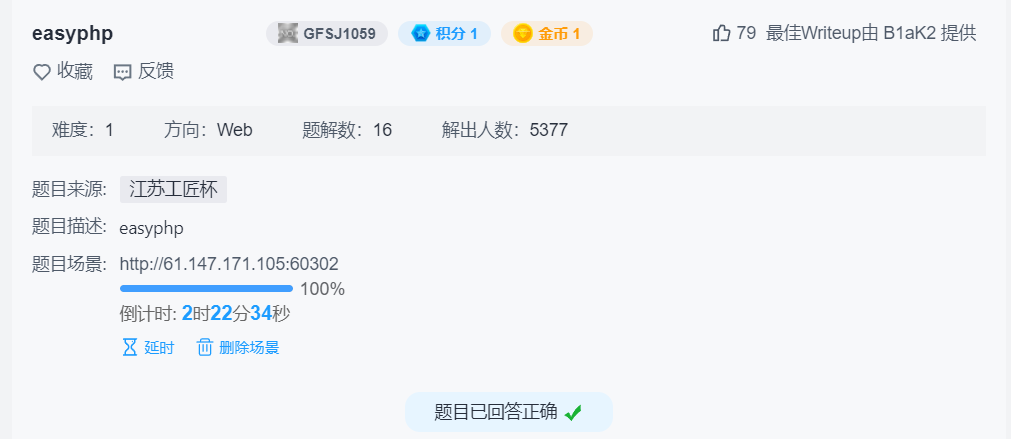 easyphp GFSJ1059 积分 1 金币 1 79 最佳Writeup由 B1aK2 提供
收藏 反馈
难度：1 方向：Web 题解数：16 解出人数：5377
题目来源: 江苏工匠杯
题目描述: easyphp
题目场景: http://61.147.171.105:60302
100%
倒计时: 2时22分34秒
延时 删除场景
题目已回答正确